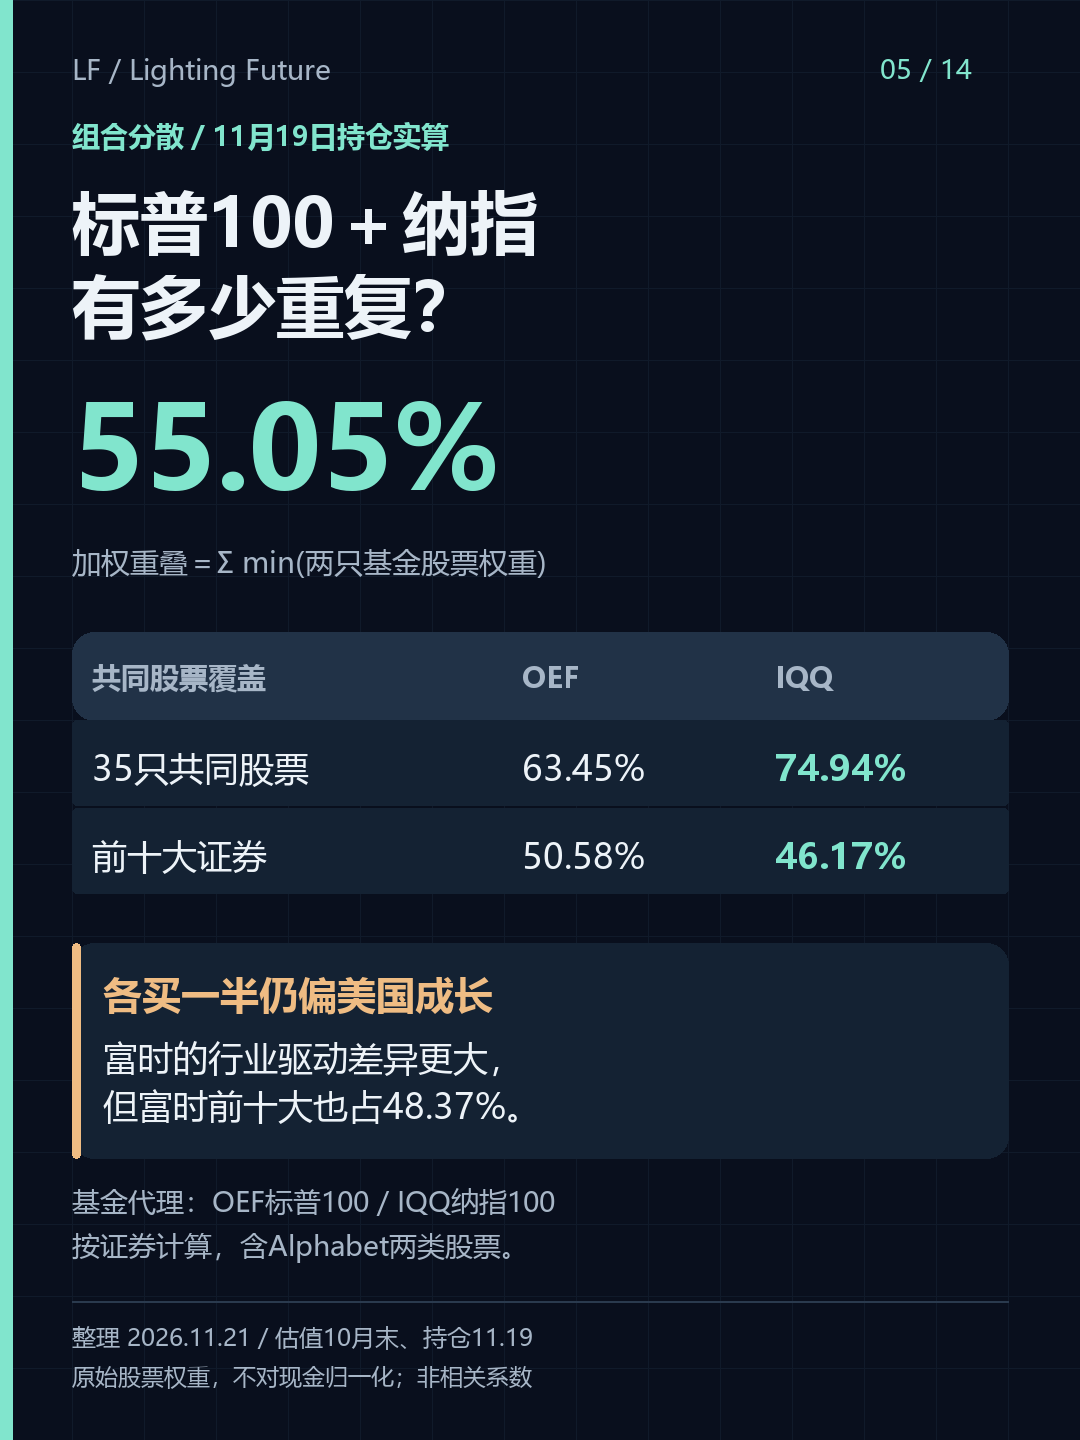 LF / Lighting Future
05 / 14
组合分散 / 11月19日持仓实算
标普100 + 纳指
有多少重复?
55.05%
加权重叠 = Σ min(两只基金股票权重)
共同股票覆盖 OEF IQQ
35只共同股票 63.45% 74.94%
前十大证券 50.58% 46.17%
各买一半仍偏美国成长
富时的行业驱动差异更大，
但富时前十大也占48.37%。
基金代理：OEF标普100 / IQQ纳指100
按证券计算，含Alphabet两类股票。
整理 2026.11.21 / 估值10月末、持仓11.19
原始股票权重，不对现金归一化；非相关系数